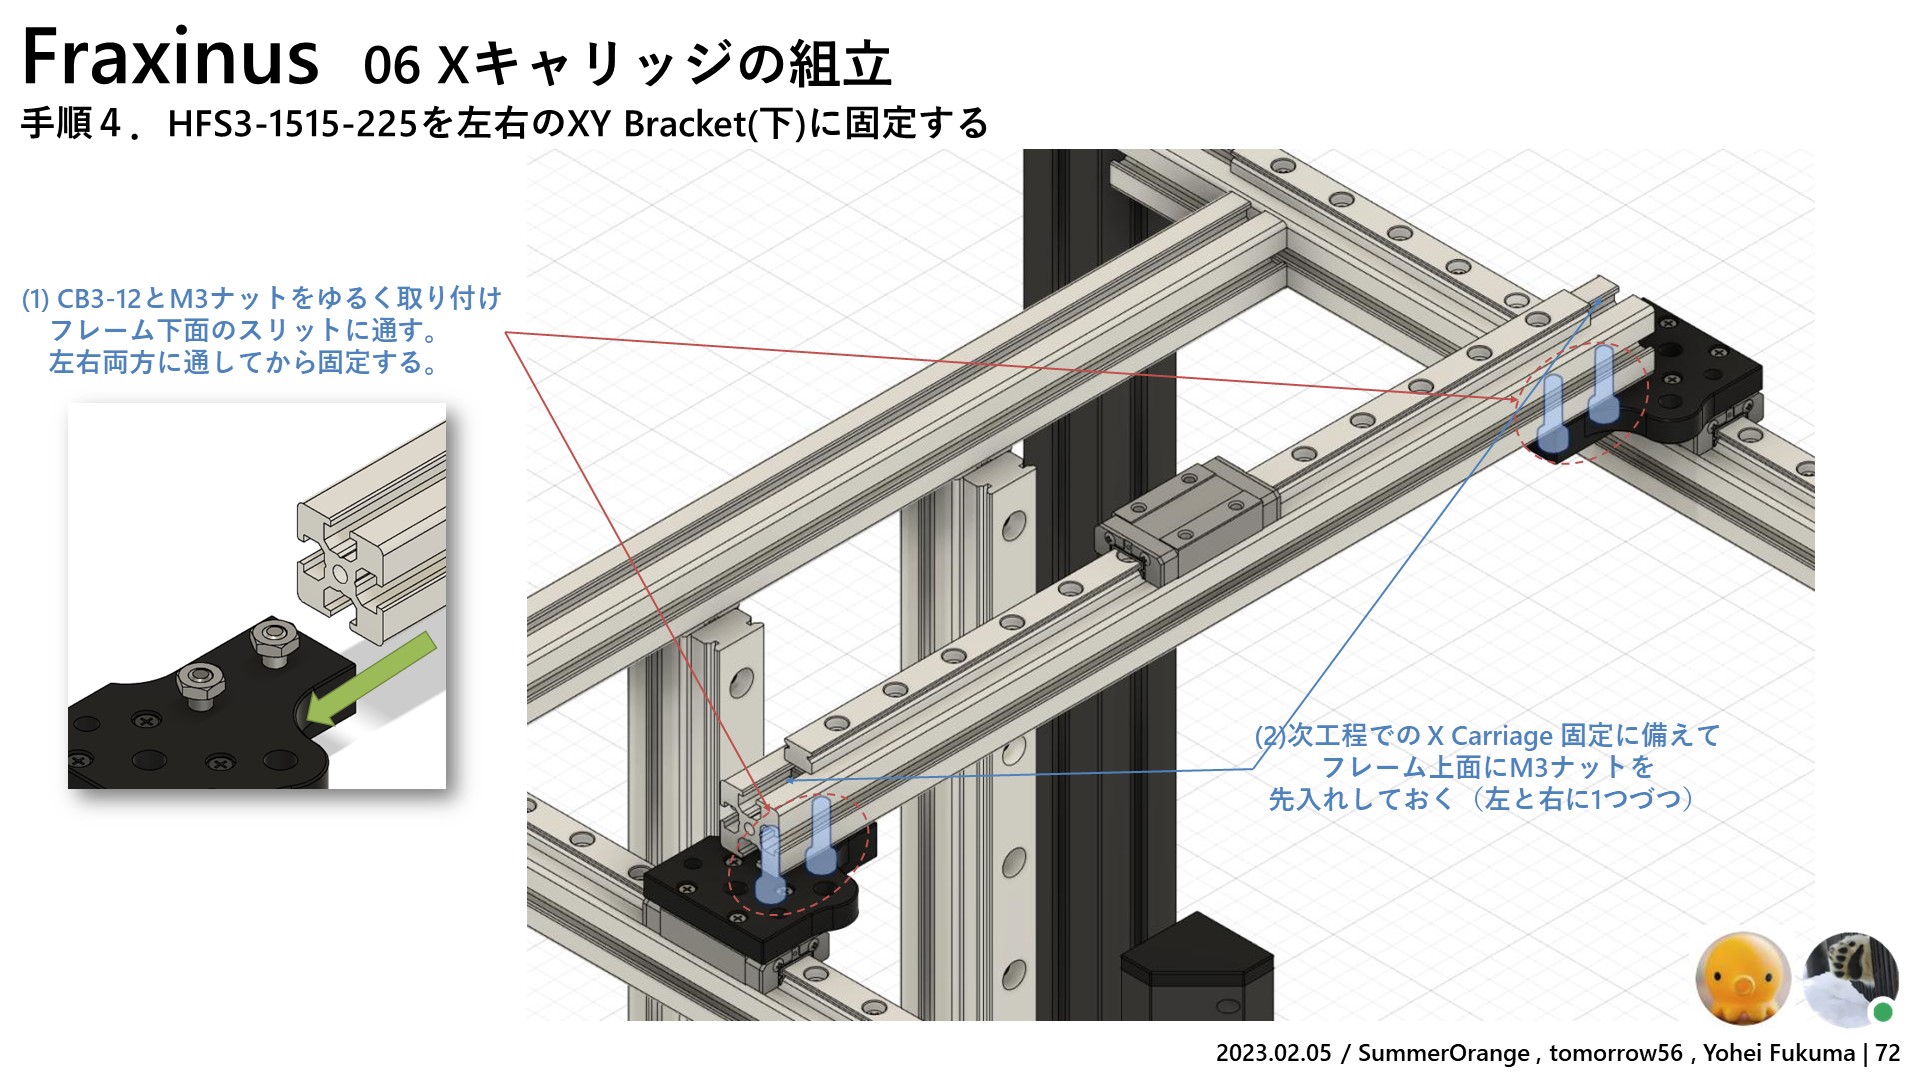 Fraxinus 06 Xキャリッジの組立
手順４．HFS3-1515-225を左右のXY Bracket(下)に固定する
(1) CB3-12とM3ナットをゆるく取り付け
フレーム下面のスリットに通す。
左右両方に通してから固定する。
(2)次工程での X Carriage 固定に備えて
フレーム上面にM3ナットを
先入れしておく（左と右に1つづつ）
2023.02.05 / SummerOrange , tomorrow56 , Yohei Fukuma | 72